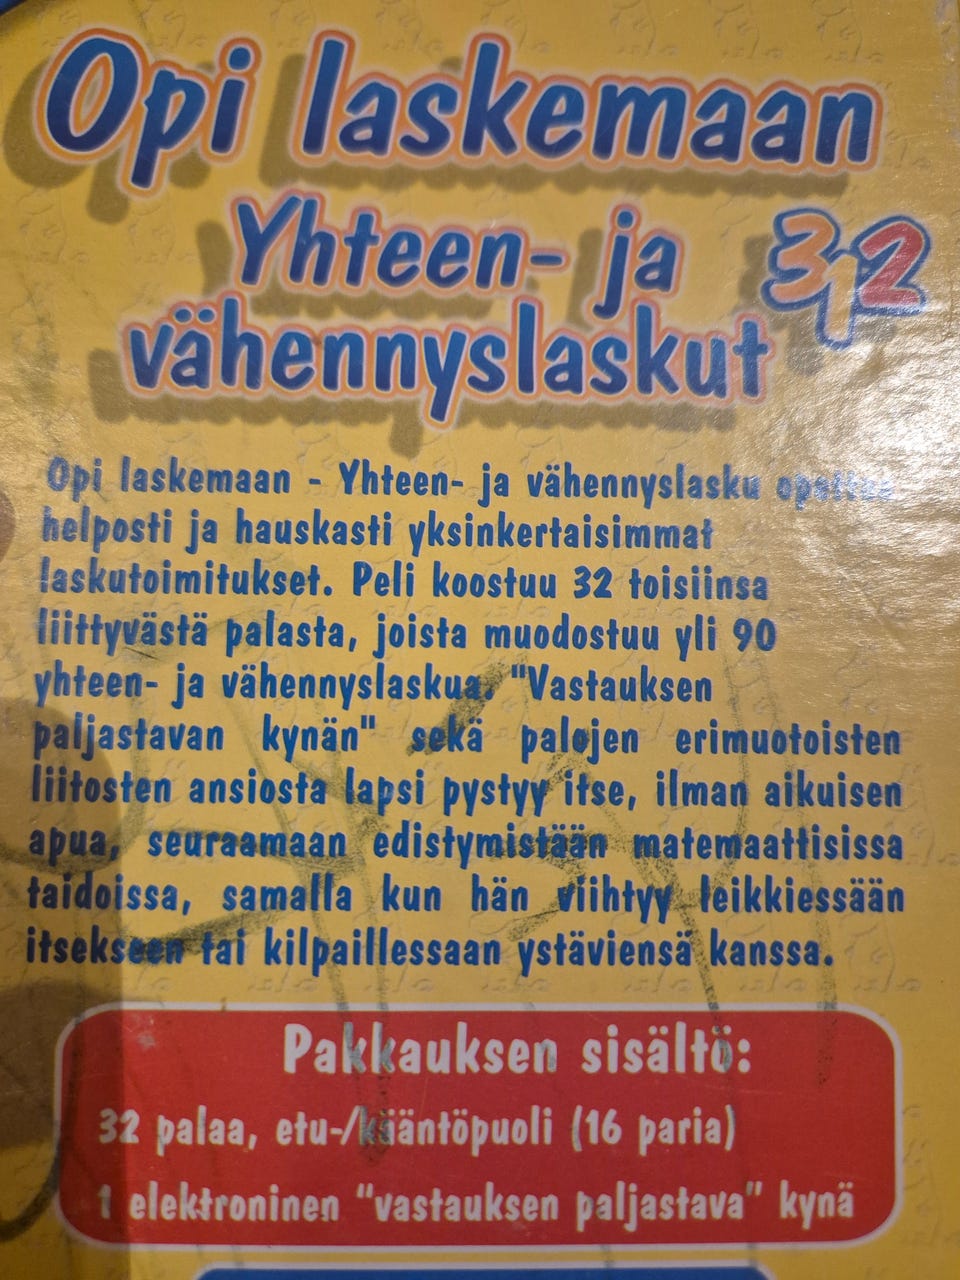 Opi laskemaan
Yhteen- ja
vähennyslaskut
312
Opi laskemaan - Yhteen- ja vähennyslasku opettaa
helposti ja hauskasti yksinkertaisimmat
laskutoimitukset. Peli koostuu 32 toisiinsa
liittyvästä palasta, joista muodostuu yli 90
yhteen- ja vähennyslaskua. "Vastauksen
paljastavan kynän" sekä palojen erimuotoisten
liitosten ansiosta lapsi pystyy itse, ilman aikuisen
apua, seuraamaan edistymistään matemaattisissa
taidoissa, samalla kun hän viihtyy leikkiessään
itsekseen tai kilpaillessaan ystäviensä kanssa.
Pakkauksen sisältö:
32 palaa, etu-/kääntöpuoli (16 paria)
1 elektroninen “vastauksen paljastava” kynä